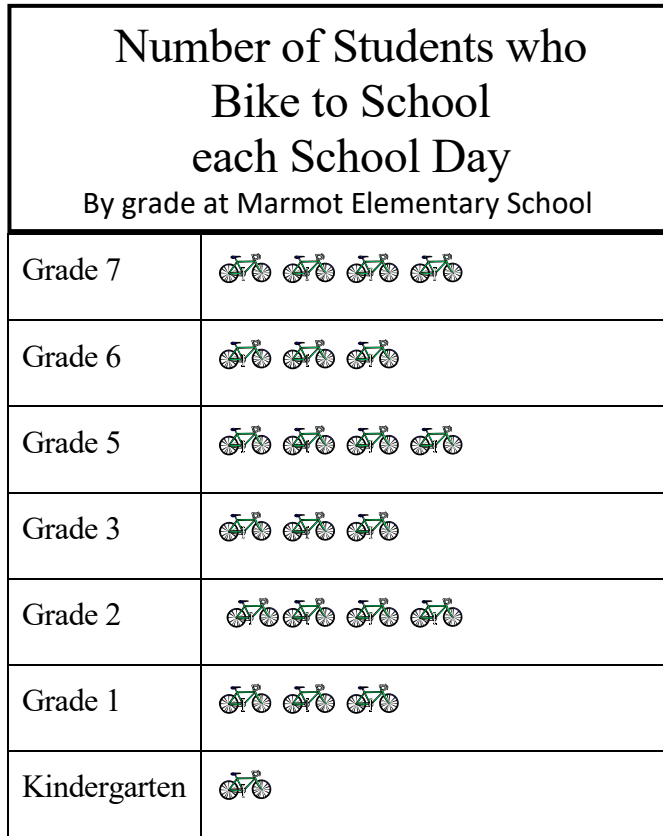 Number of Students who
Bike to School
each School Day
By grade at Marmot Elementary School
Grade 7
Grade 6
Grade 5
Grade 3
Grade 2
Grade 1
Kindergarten